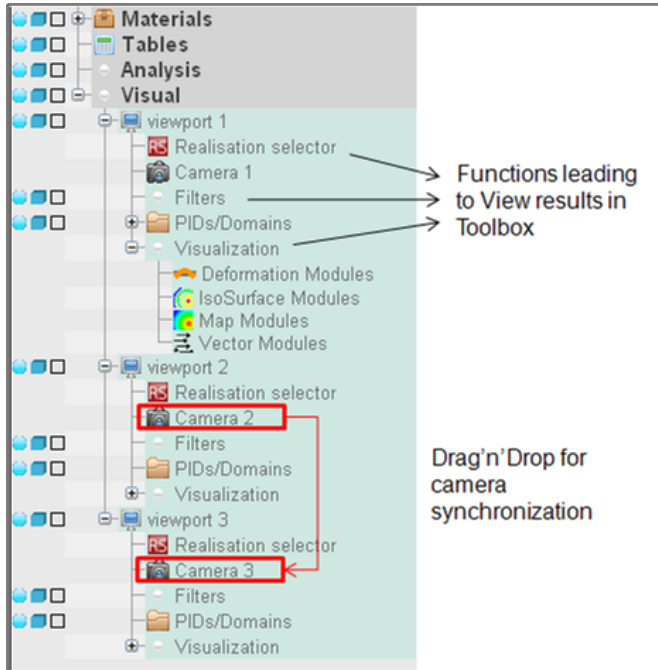 Materials
Tables
Analysis
Visual
viewport 1
RS Realisation selector
Camera 1
Filters
PIDs/Domains
Visualization
Deformation Modules
IsoSurface Modules
Map Modules
Vector Modules
viewport 2
RS Realisation selector
Camera 2
Filters
PIDs/Domains
Visualization
viewport 3
RS Realisation selector
Camera 3
Filters
PIDs/Domains
Visualization
Functions leading
to View results in
Toolbox
Drag’n’Drop for
camera
synchronization